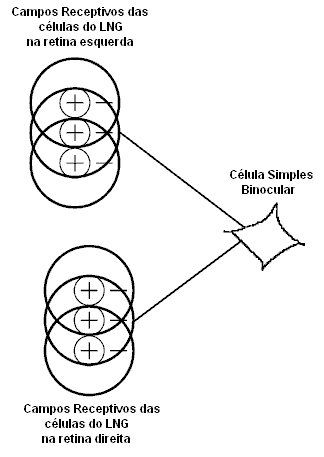 Campos Receptivos das
células do LNG
na retina esquerda
+ −
+ −
+ −
Célula Simples
Binocular
+ −
+ −
+ −
Campos Receptivos das
células do LNG
na retina direita